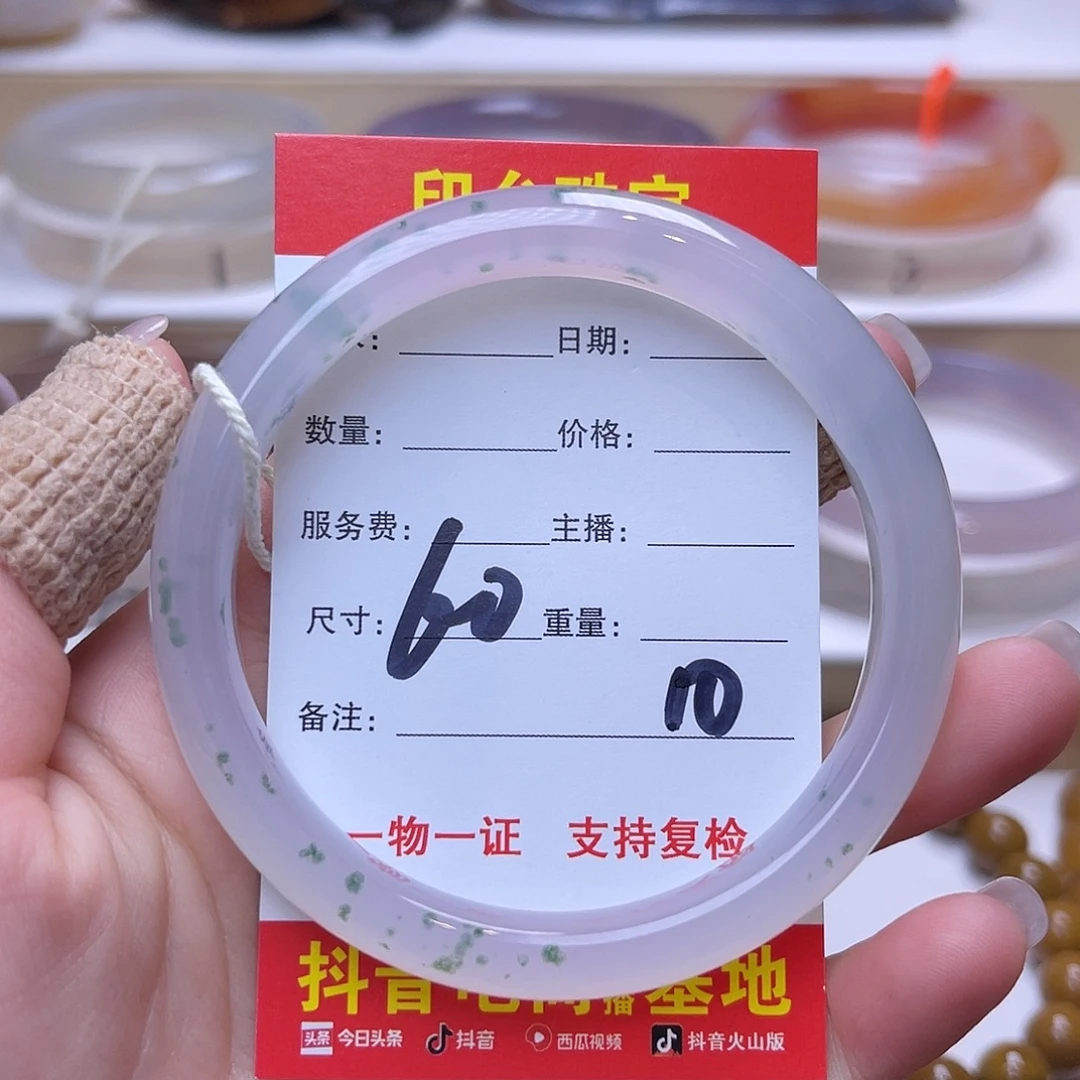 日期：
数量： 价格：
服务费： 主播：
尺寸： 60 重量：
10
备注：
一物一证 支持复检
抖音 基地
头条 今日头条 抖音 西瓜视频 抖音火山版